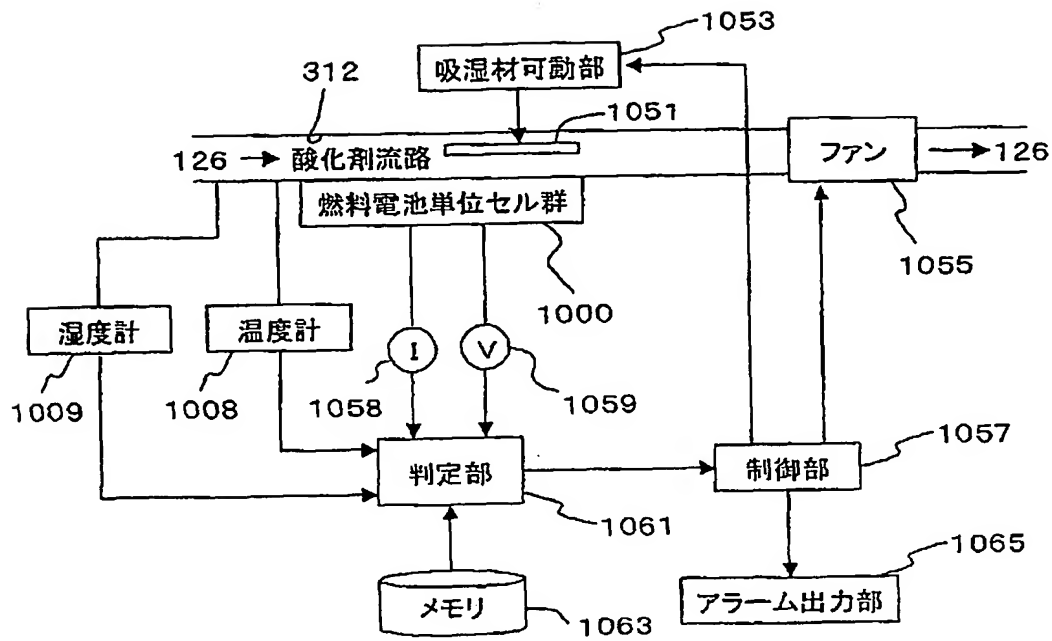 1053
吸湿材可動部
312
1051
126 酸化剤流路
ファン
126
燃料電池単位セル群
1055
1000
湿度計
温度計
I
V
1009
1008
1058
1059
1057
判定部
制御部
1061
1065
メモリ
1063
アラーム出力部